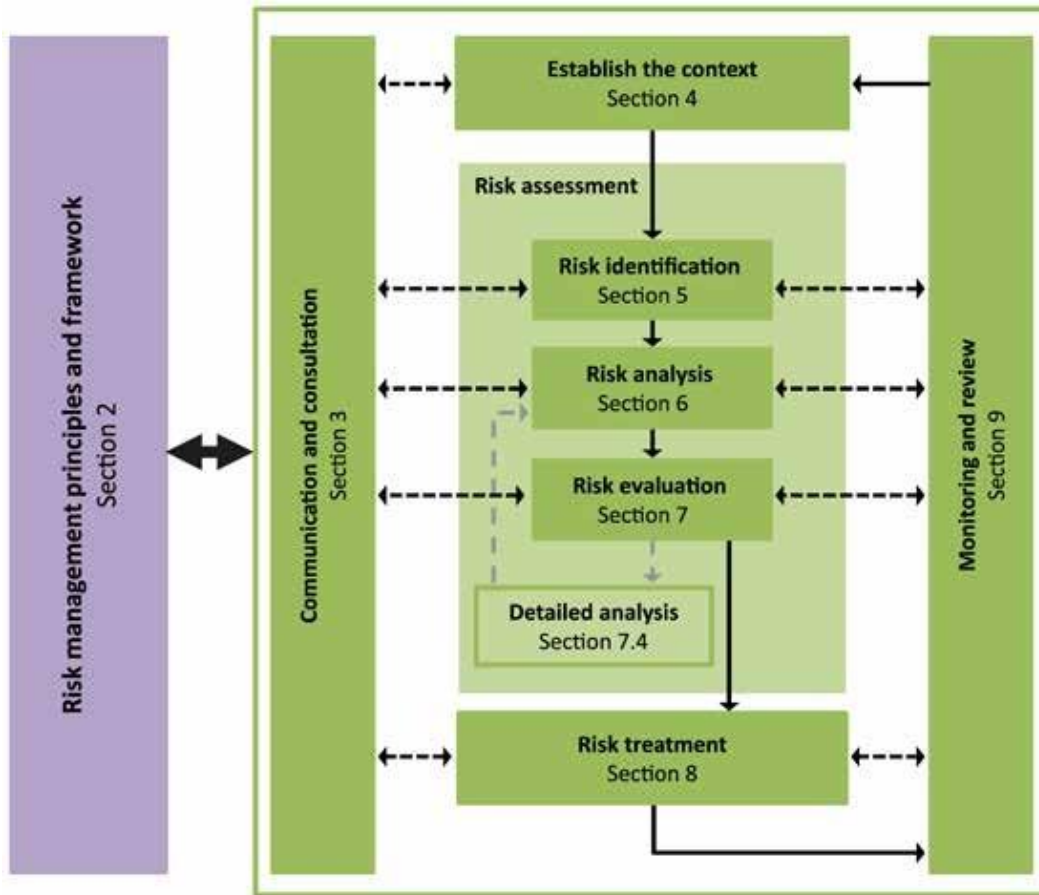 Risk management principles and framework
Section 2
Communication and consultation
Section 3
Establish the context
Section 4
Risk assessment
Risk identification
Section 5
Risk analysis
Section 6
Risk evaluation
Section 7
Detailed analysis
Section 7.4
Risk treatment
Section 8
Monitoring and review
Section 9